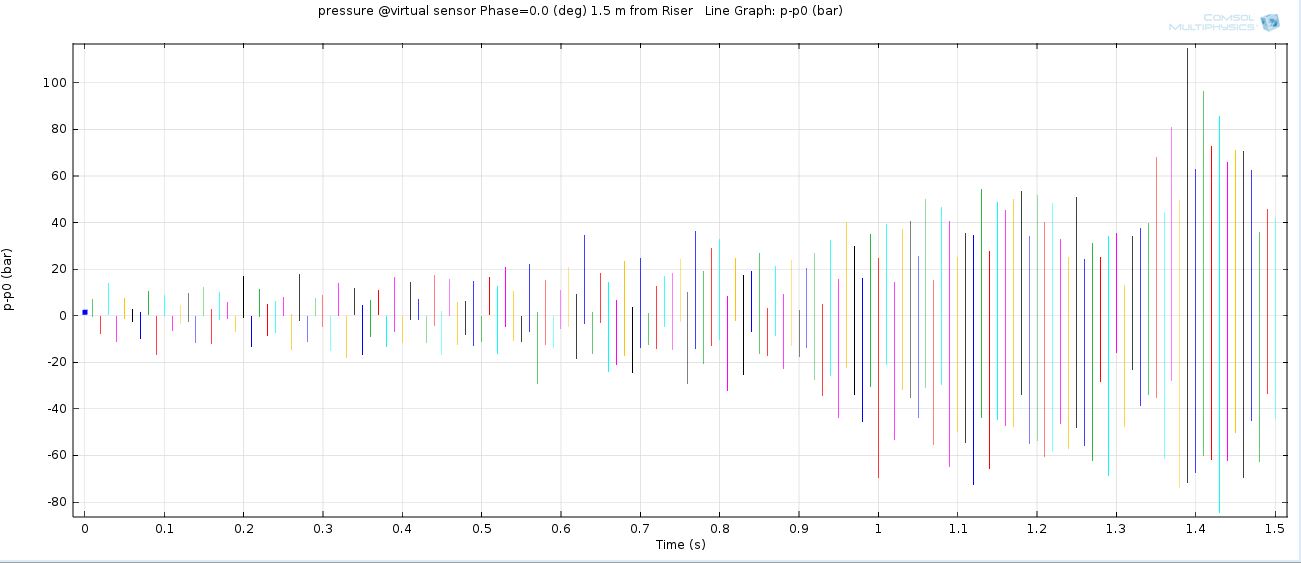 pressure @virtual sensor Phase=0.0 (deg) 1.5 m from Riser Line Graph: p-p0 (bar)
COMSOL
MULTIPHYSICS
100
80
60
40
20
0
-20
-40
-60
-80
p-p0 (bar)
0 0.1 0.2 0.3 0.4 0.5 0.6 0.7 0.8 0.9 1 1.1 1.2 1.3 1.4 1.5
Time (s)